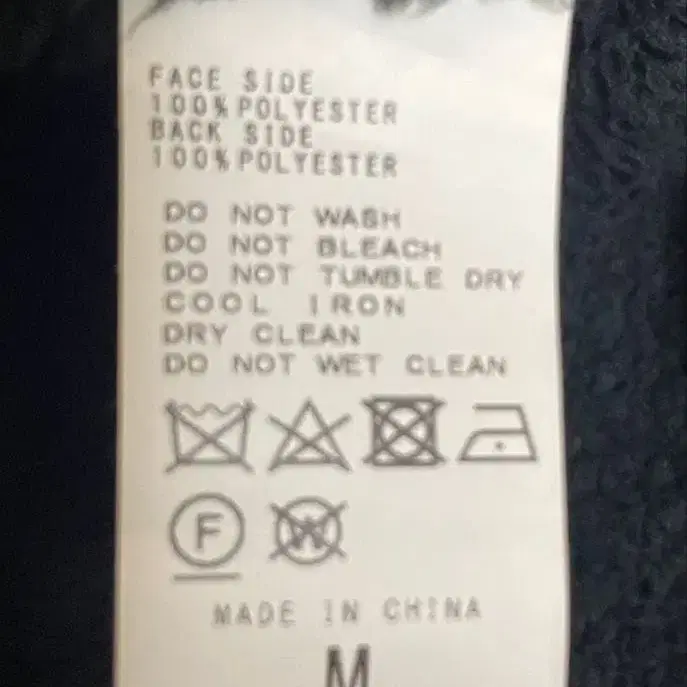 FACE SIDE
100%POLYESTER
BACK SIDE
100%POLYESTER
DO NOT WASH
DO NOT BLEACH
DO NOT TUMBLE DRY
COOL IRON
DRY CLEAN
DO NOT WET CLEAN
F W
MADE IN CHINA
M